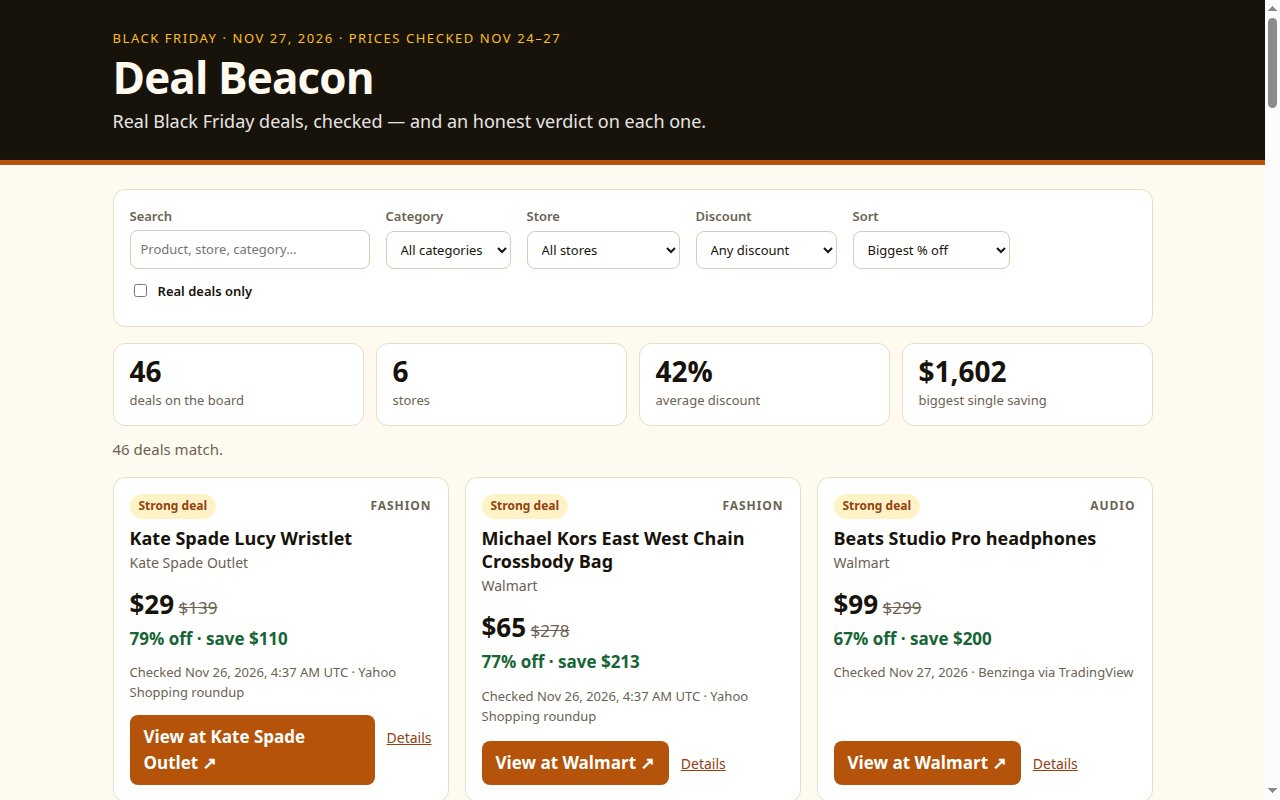 BLACK FRIDAY · NOV 27, 2026 · PRICES CHECKED NOV 24–27
Deal Beacon
Real Black Friday deals, checked — and an honest verdict on each one.
Search Category Store Discount Sort
Product, store, category... All categories All stores Any discount Biggest % off
Real deals only
46 6 42% $1,602
deals on the board stores average discount biggest single saving
46 deals match.
Strong deal FASHION
Kate Spade Lucy Wristlet
Kate Spade Outlet
$29 $139
79% off · save $110
Checked Nov 26, 2026, 4:37 AM UTC · Yahoo
Shopping roundup
View at Kate Spade
Outlet ↗ Details
Strong deal FASHION
Michael Kors East West Chain
Crossbody Bag
Walmart
$65 $278
77% off · save $213
Checked Nov 26, 2026, 4:37 AM UTC · Yahoo
Shopping roundup
View at Walmart ↗ Details
Strong deal AUDIO
Beats Studio Pro headphones
Walmart
$99 $299
67% off · save $200
Checked Nov 27, 2026 · Benzinga via TradingView
View at Walmart ↗ Details